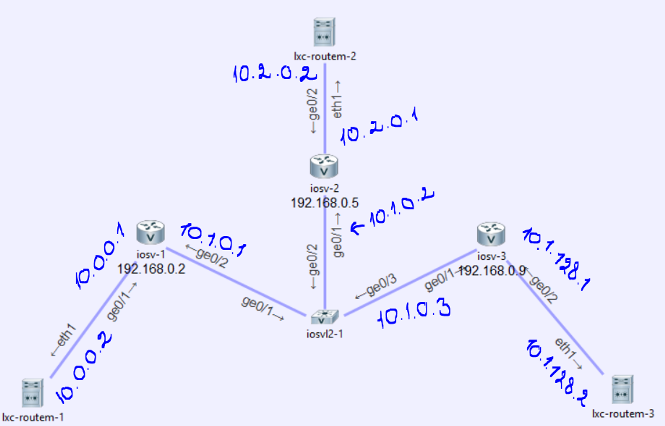 lxc-routem-2
10.2.0.2
←ge0/2
eth1→
10.2.0.1
iosv-2
192.168.0.5
ge0/1→
← 10.1.0.2
←ge0/2
10.0.0.1
iosv-1
192.168.0.2
10.1.0.1
←ge0/2
ge0/1→
←eth1
ge0/1→
10.0.0.2
lxc-routem-1
iosvl2-1
←ge0/3
ge0/1→
10.1.0.3
iosv-3
192.168.0.9
10.1.128.1
←ge0/2
eth1→
10.1.128.2
lxc-routem-3